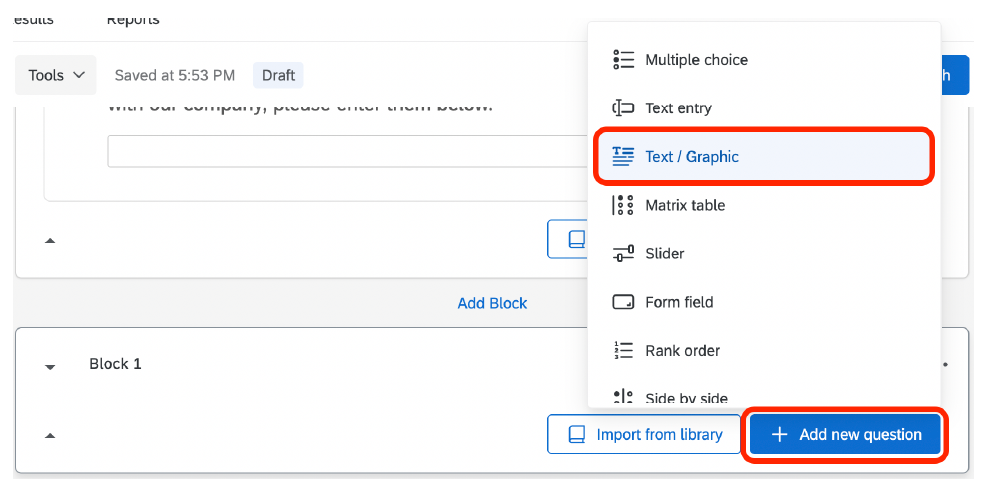 esults Reports
Tools Saved at 5:53 PM Draft h
with our company, please enter them below.
Multiple choice
Text entry
Text / Graphic
Matrix table
Slider
Form field
Rank order
Side by side
Add Block
Block 1
Import from library + Add new question